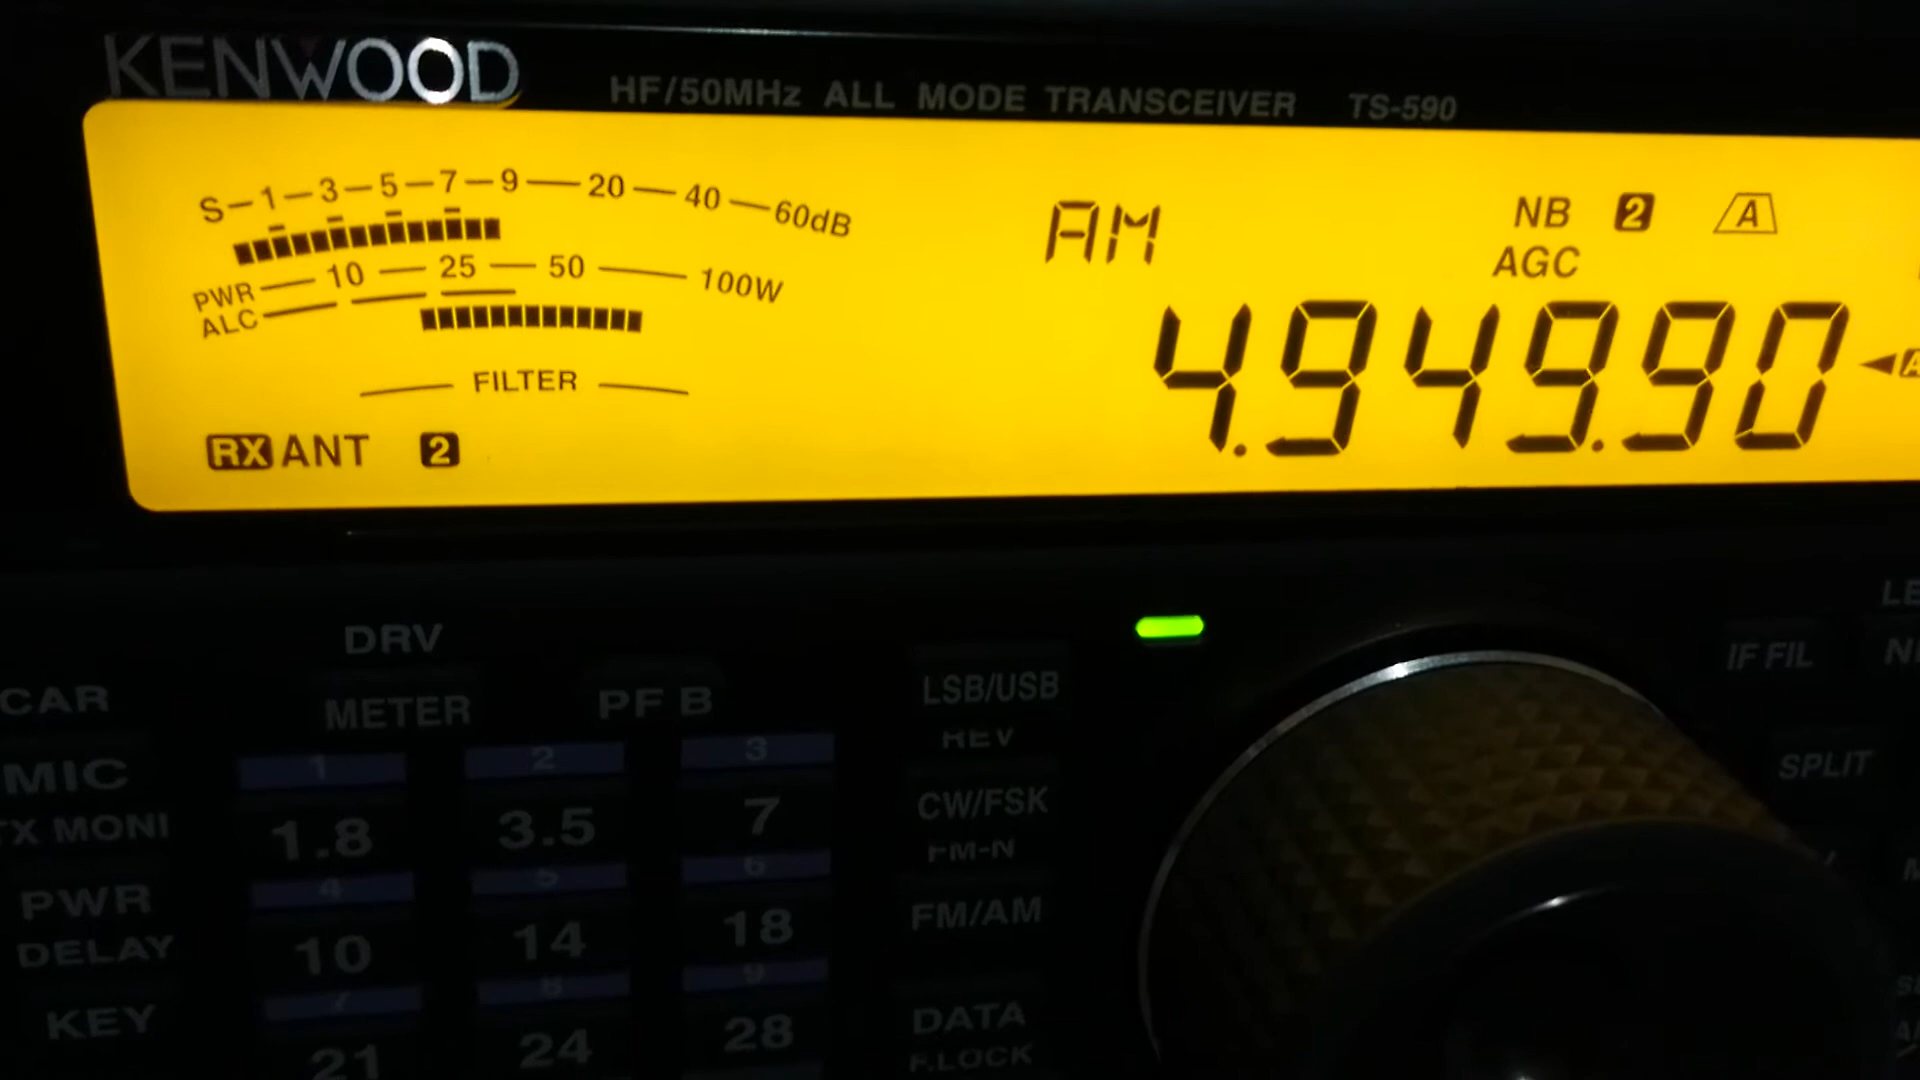 KENWOOD
HF/50MHz ALL MODE TRANSCEIVER TS-590
S 1 3 5 7 9 20 40 60dB
AM
NB 2 A
AGC
PWR 10 25 50 100W
ALC
4.949.90
FILTER
RX ANT 2
DRV
METER
PF B
LSB/USB
REV
IF FIL
CAR
MIC
1 2 3
1.8 3.5 7
CW/FSK
FM-N
SPLIT
TX MONI
PWR
4 5 6
10 14 18
FM/AM
DELAY
KEY
7 8 9
21 24 28
DATA
F.LOCK